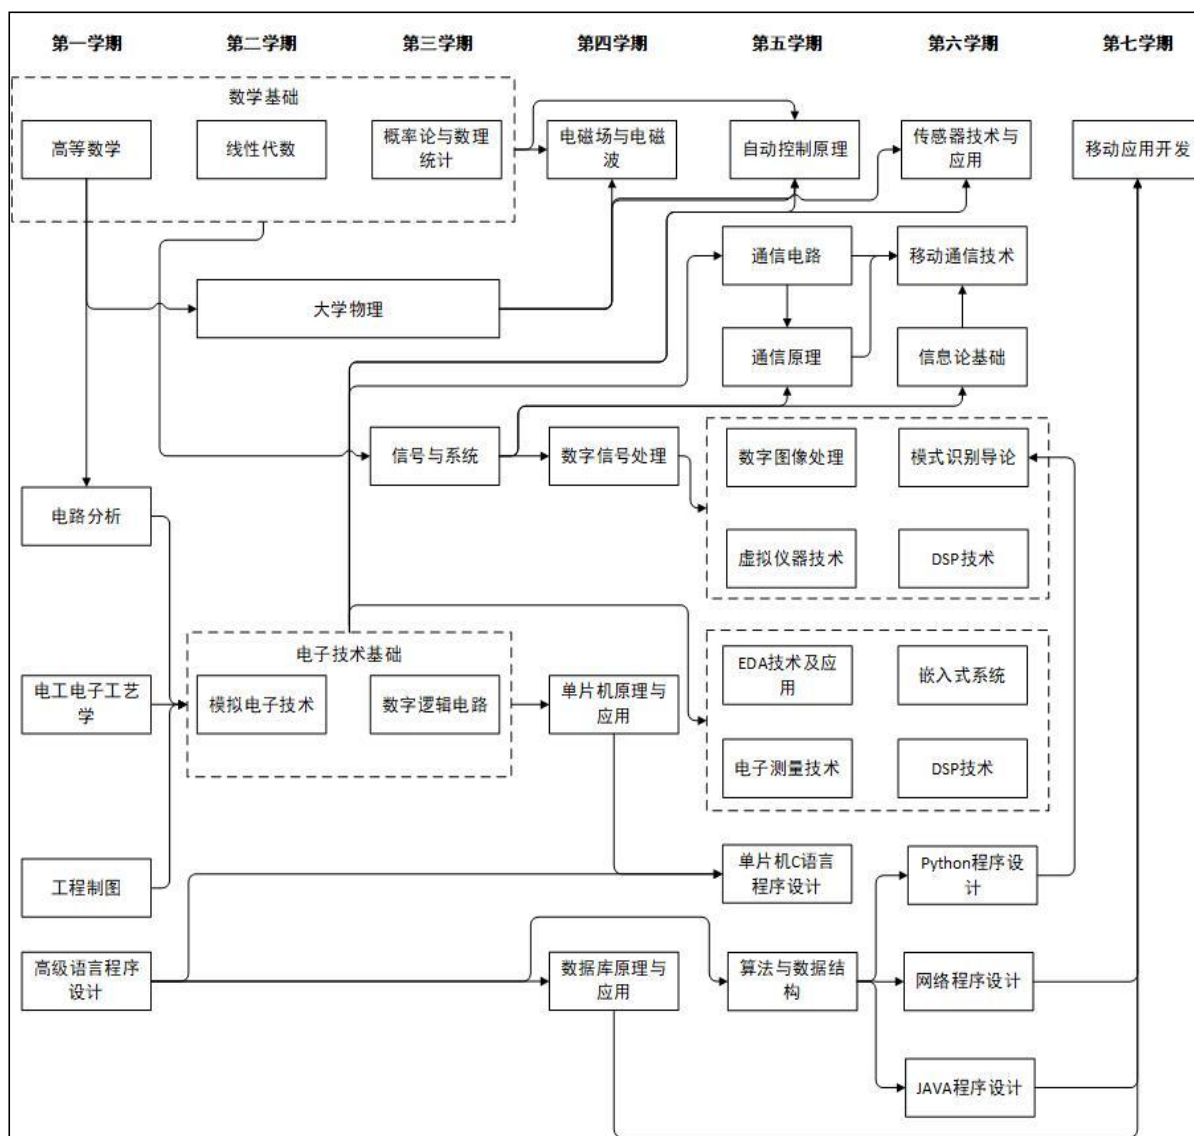 第一学期
第二学期
第三学期
第四学期
第五学期
第六学期
第七学期
数学基础
高等数学
线性代数
概率论与数理
统计
电磁场与电磁
波
自动控制原理
传感器技术与
应用
移动应用开发
通信电路
移动通信技术
大学物理
通信原理
信息论基础
信号与系统
数字信号处理
数字图像处理
模式识别导论
电路分析
虚拟仪器技术
DSP技术
电子技术基础
电工电子工艺
学
模拟电子技术
数字逻辑电路
单片机原理与
应用
EDA技术及应
用
嵌入式系统
电子测量技术
DSP技术
工程制图
单片机C语言
程序设计
Python程序设
计
高级语言程序
设计
数据库原理与
应用
算法与数据结
构
网络程序设计
JAVA程序设计